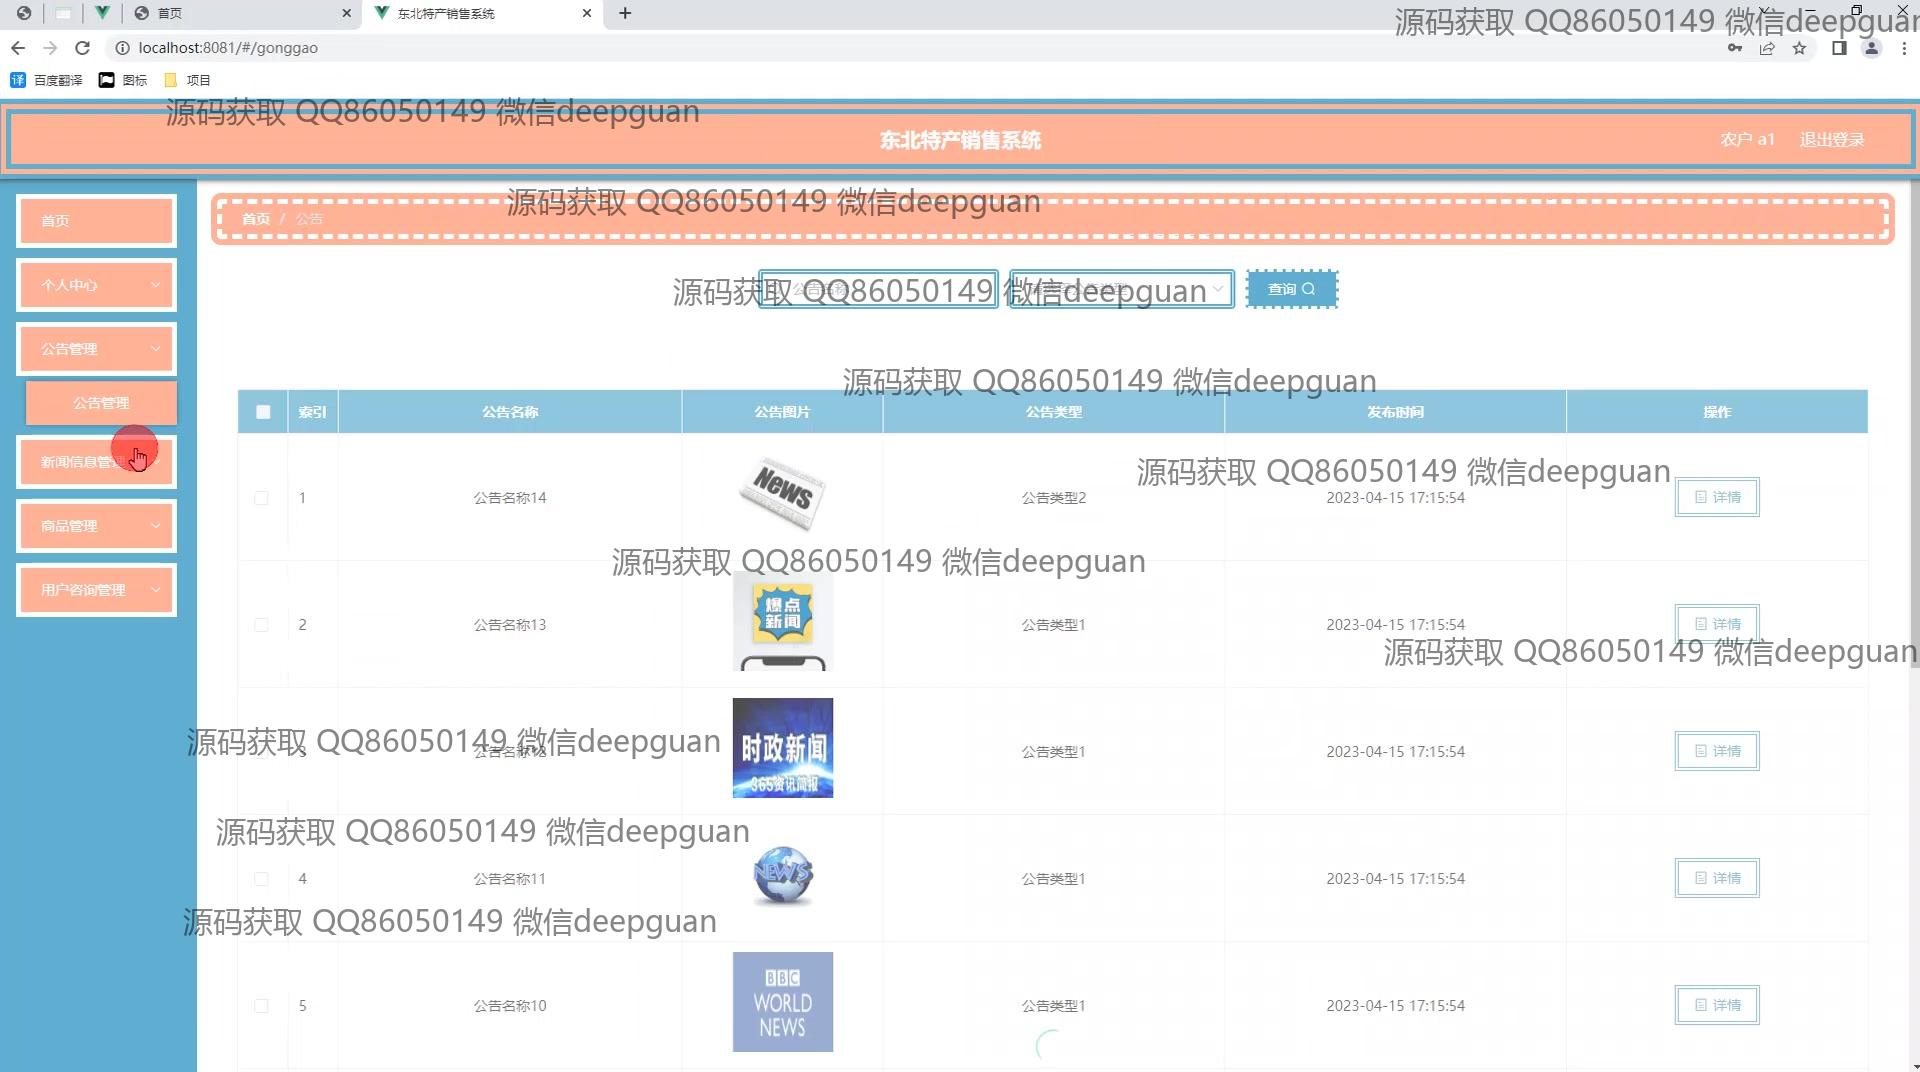 首页
东北特产销售系统
源码获取 QQ86050149 微信deepguan
localhost:8081/#/gonggao
百度翻译
图标
项目
源码获取 QQ86050149 微信deepguan
东北特产销售系统
农户 a1
退出登录
首页
源码获取 QQ86050149 微信deepguan
首页 / 公告
个人中心
源码获取 QQ86050149 微信deepguan
查询
公告管理
源码获取 QQ86050149 微信deepguan
公告管理
索引 公告名称 公告图片 公告类型 发布时间 操作
新闻信息管理
源码获取 QQ86050149 微信deepguan
1 公告名称14 NEWS 公告类型2 2023-04-15 17:15:54 详情
商品管理
源码获取 QQ86050149 微信deepguan
用户咨询管理
爆点
新闻
2 公告名称13 公告类型1 2023-04-15 17:15:54 详情
源码获取 QQ86050149 微信deepguan
源码获取 QQ86050149 微信deepguan
时政新闻
365资讯简报
3 公告名称12 公告类型1 2023-04-15 17:15:54 详情
源码获取 QQ86050149 微信deepguan
4 公告名称11 NEWS 公告类型1 2023-04-15 17:15:54 详情
源码获取 QQ86050149 微信deepguan
BBC
WORLD
NEWS
5 公告名称10 公告类型1 2023-04-15 17:15:54 详情